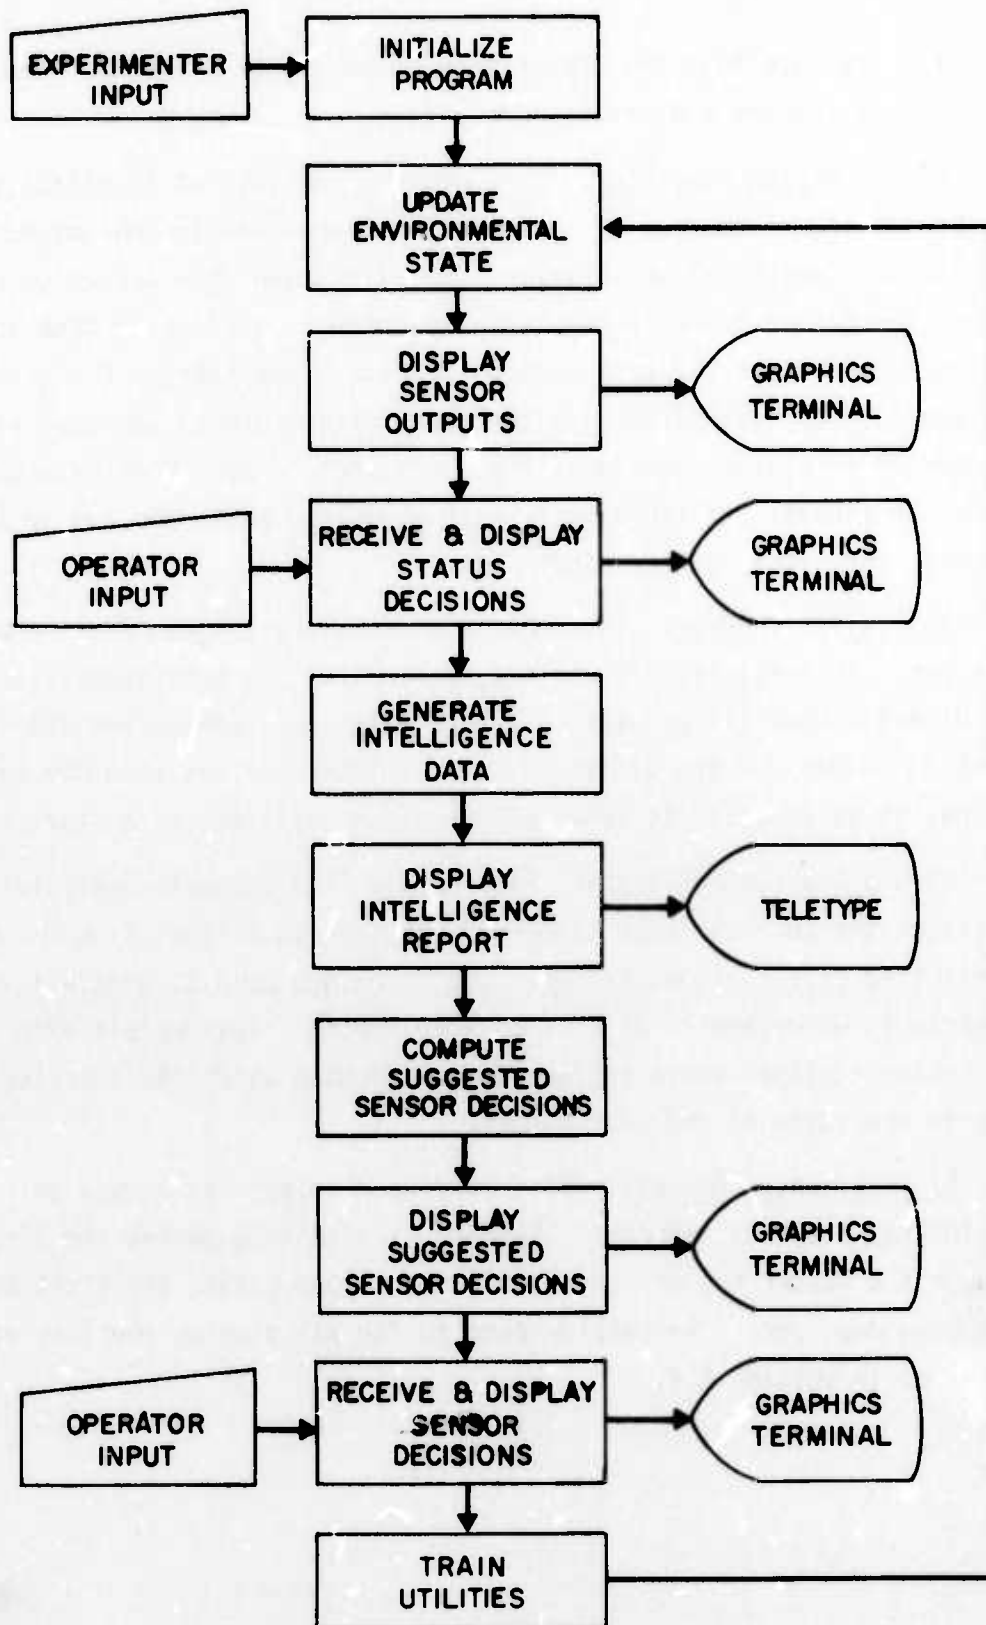 EXPERIMENTER
INPUT
INITIALIZE
PROGRAM
UPDATE
ENVIRONMENTAL
STATE
DISPLAY
SENSOR
OUTPUTS
GRAPHICS
TERMINAL
OPERATOR
INPUT
RECEIVE & DISPLAY
STATUS
DECISIONS
GRAPHICS
TERMINAL
GENERATE
INTELLIGENCE
DATA
DISPLAY
INTELLIGENCE
REPORT
TELETYPE
COMPUTE
SUGGESTED
SENSOR DECISIONS
DISPLAY
SUGGESTED
SENSOR DECISIONS
GRAPHICS
TERMINAL
OPERATOR
INPUT
RECEIVE & DISPLAY
SENSOR
DECISIONS
GRAPHICS
TERMINAL
TRAIN
UTILITIES